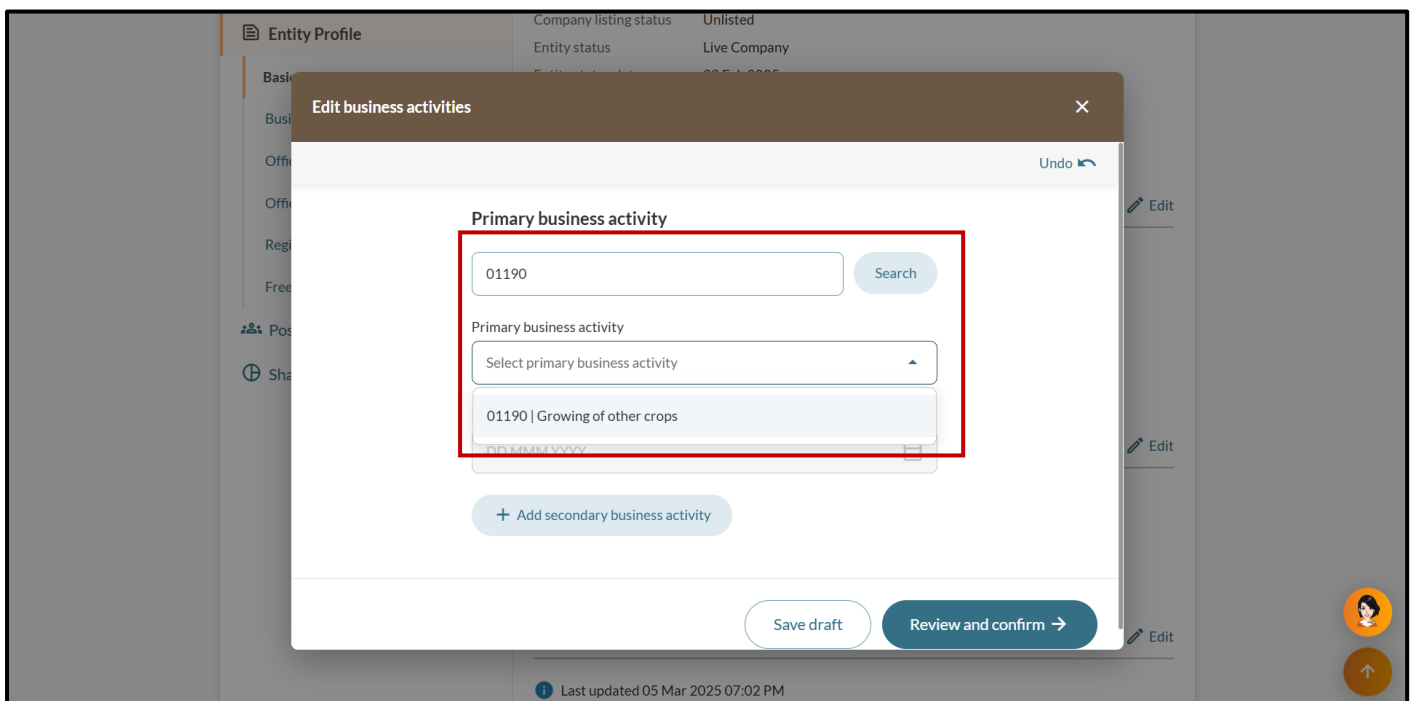 Company listing status Unlisted
Entity Profile
Entity status Live Company
Edit business activities
Undo
Edit
Primary business activity
01190
Search
Primary business activity
Select primary business activity
01190 | Growing of other crops
DD MMM YYYY
Edit
+ Add secondary business activity
Save draft
Review and confirm
Edit
Last updated 05 Mar 2025 07:02 PM